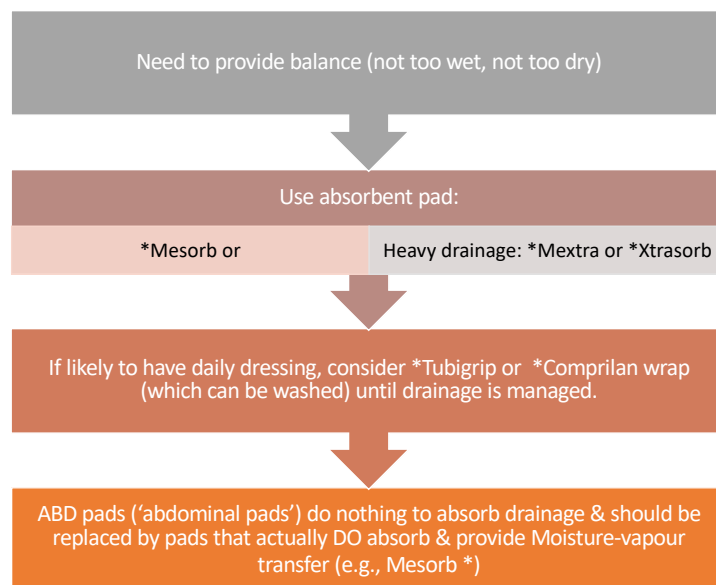 Need to provide balance (not too wet, not too dry)
Use absorbent pad:
*Mesorb or
Heavy drainage: *Mextra or *Xtrasorb
If likely to have daily dressing, consider *Tubigrip or  *Comprilan wrap
(which can be washed) until drainage is managed.
ABD pads (‘abdominal pads’) do nothing to absorb drainage & should be
replaced by pads that actually DO absorb & provide Moisture-vapour
transfer (e.g., Mesorb *)